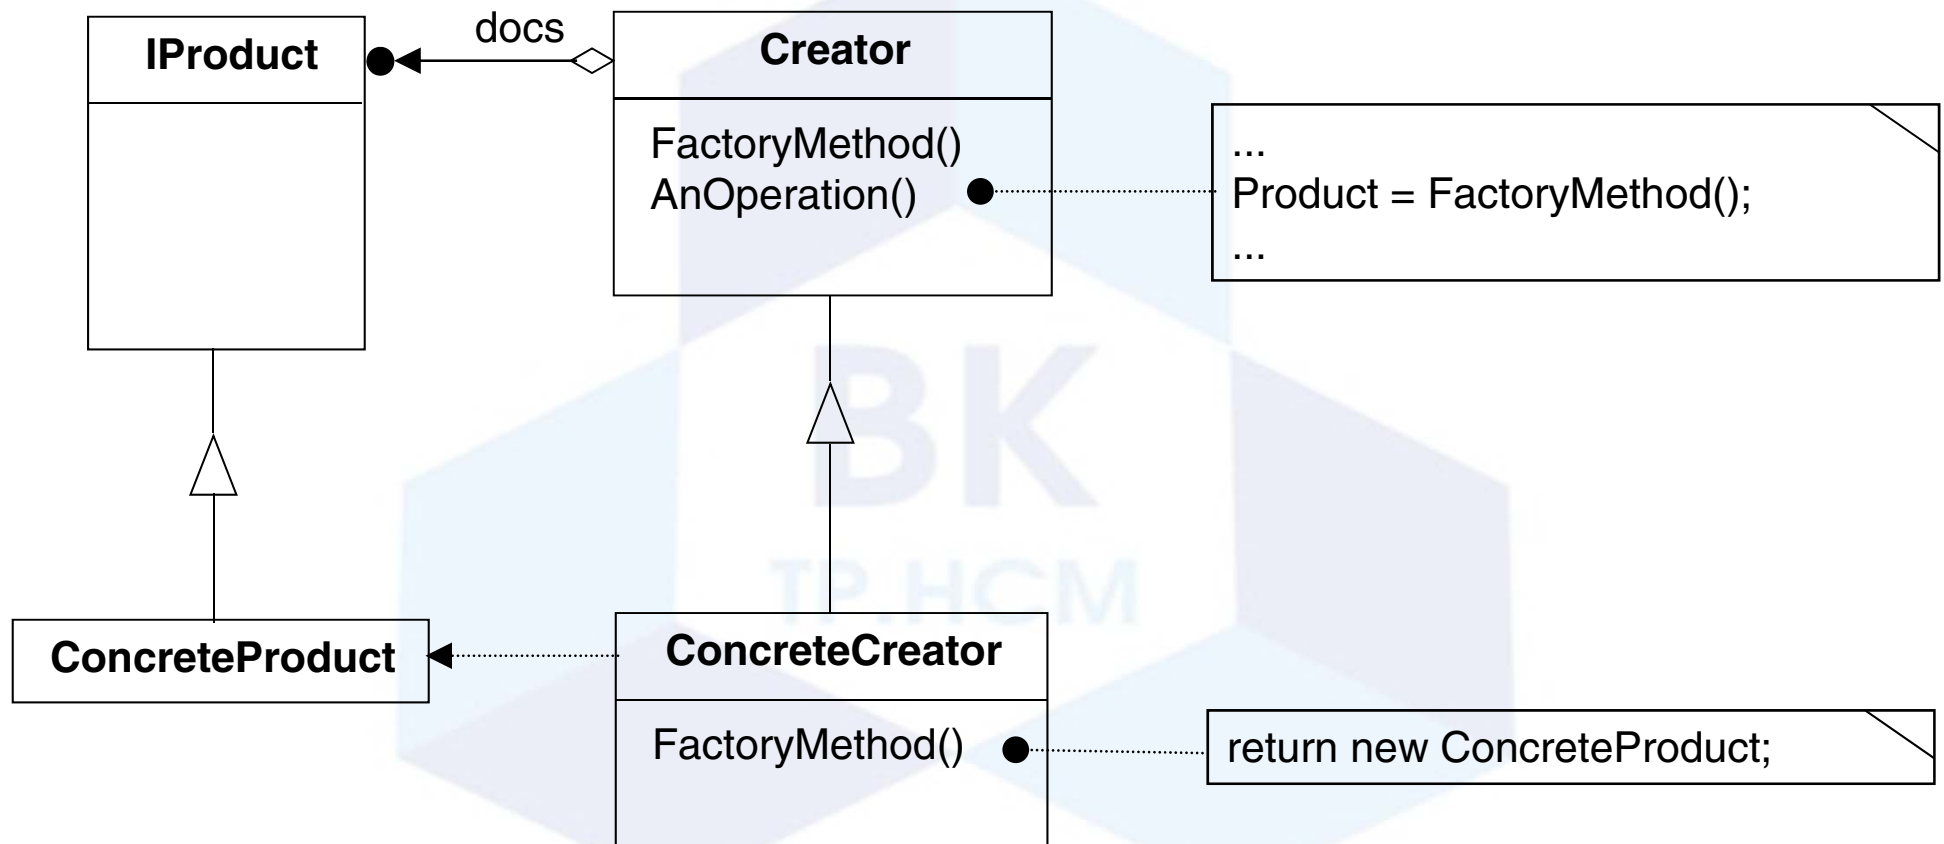 IProduct
docs
Creator
FactoryMethod()
AnOperation()
...
Product = FactoryMethod();
...
BK
TP.HCM
ConcreteProduct
ConcreteCreator
FactoryMethod()
return new ConcreteProduct;